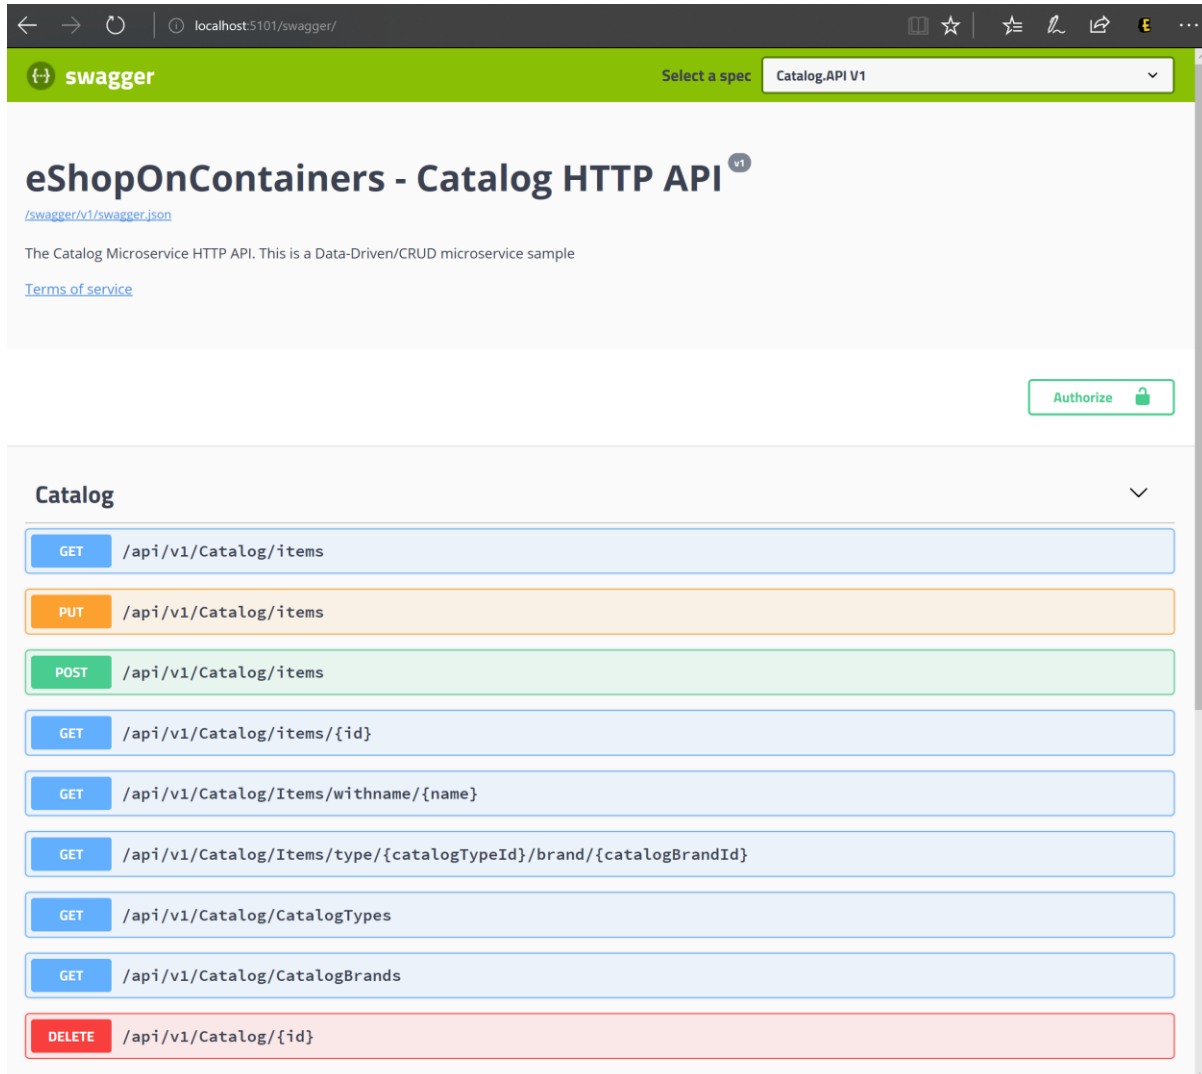 localhost:5101/swagger/
{···} swagger
Select a spec
Catalog.API V1
eShopOnContainers - Catalog HTTP API v1
/swagger/v1/swagger.json
The Catalog Microservice HTTP API. This is a Data-Driven/CRUD microservice sample
Terms of service
Authorize
Catalog
GET /api/v1/Catalog/items
PUT /api/v1/Catalog/items
POST /api/v1/Catalog/items
GET /api/v1/Catalog/items/{id}
GET /api/v1/Catalog/Items/withname/{name}
GET /api/v1/Catalog/Items/type/{catalogTypeId}/brand/{catalogBrandId}
GET /api/v1/Catalog/CatalogTypes
GET /api/v1/Catalog/CatalogBrands
DELETE /api/v1/Catalog/{id}